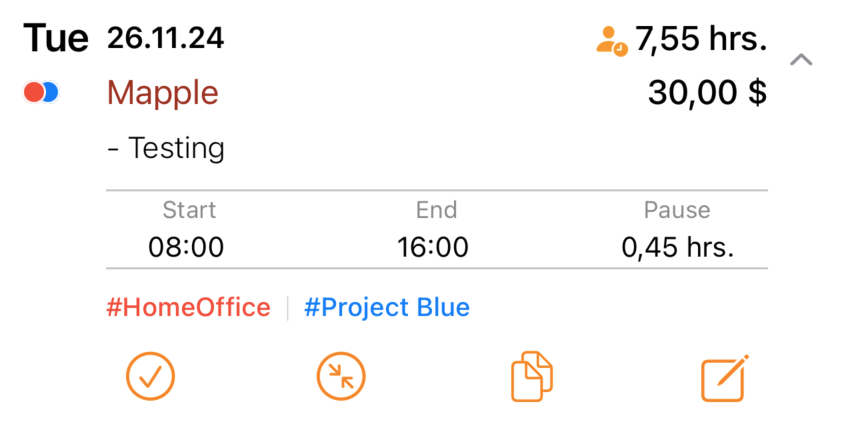 Tue 26.11.24 7,55 hrs.
Mapple 30,00 $
- Testing
Start End Pause
08:00 16:00 0,45 hrs.
#HomeOffice #Project Blue